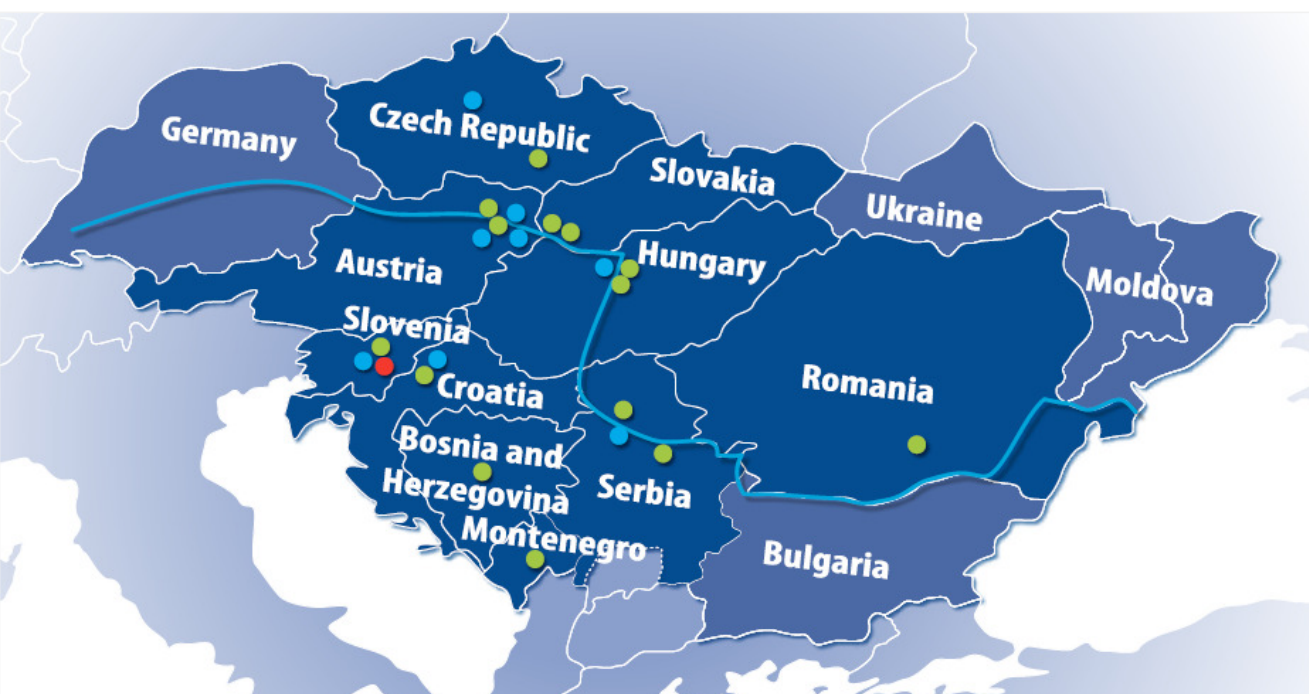 Germany
Czech Republic
Slovakia
Ukraine
Austria
Hungary
Moldova
Slovenia
Croatia
Romania
Bosnia and
Herzegovina
Serbia
Montenegro
Bulgaria